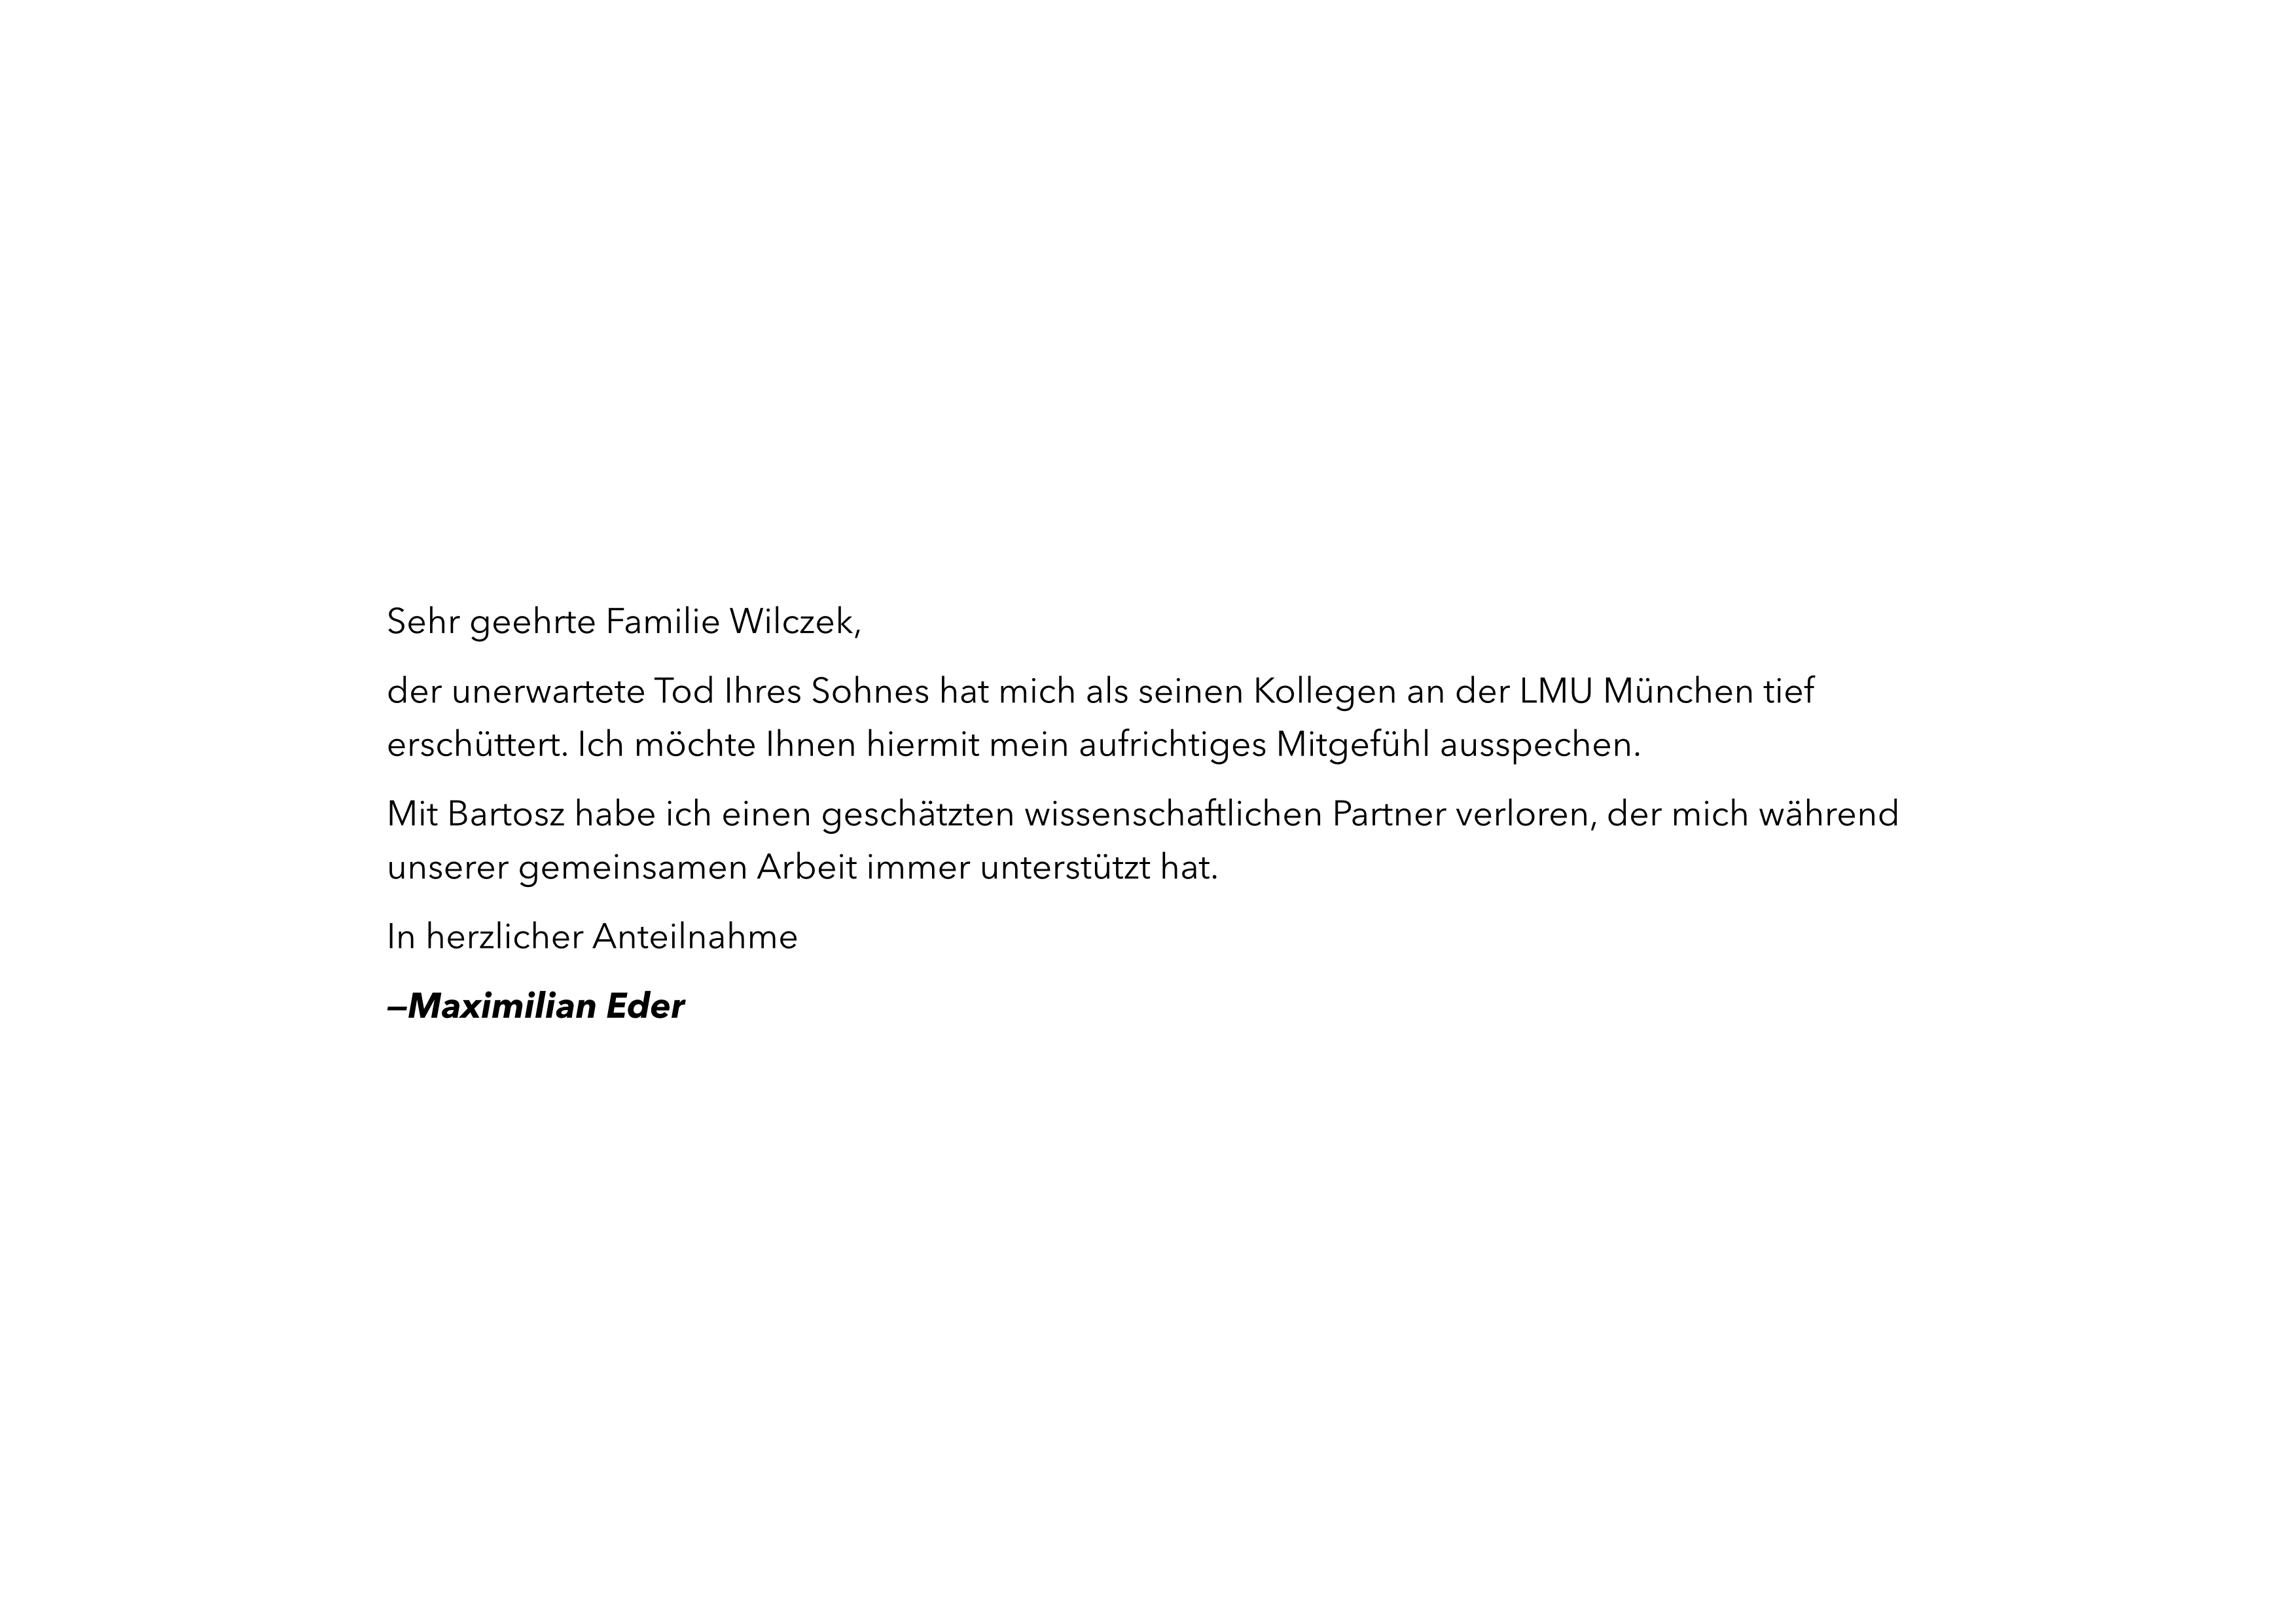 Sehr geehrte Familie Wilczek,
der unerwartete Tod Ihres Sohnes hat mich als seinen Kollegen an der LMU München tief
erschüttert. Ich möchte Ihnen hiermit mein aufrichtiges Mitgefühl ausspechen.
Mit Bartosz habe ich einen geschätzten wissenschaftlichen Partner verloren, der mich während
unserer gemeinsamen Arbeit immer unterstützt hat.
In herzlicher Anteilnahme
—Maximilian Eder